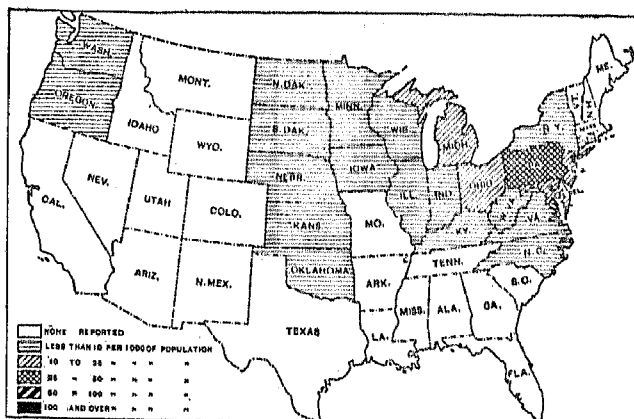 WASH.
OREGON.
MONT.
IDAHO
WYO.
NEV.
UTAH
COLO.
CAL.
ARIZ.
N.MEX.
N.DAK.
S.DAK.
NEBR.
KANS.
OKLAHOMA
TEXAS
MINN.
IOWA
MO.
ARK.
LA.
WIS.
ILL.
IND.
MICH.
OHIO
KY.
TENN.
MISS.
ALA.
GA.
FLA.
S.C.
N.C.
VA.
N.Y.
ME.
NONE REPORTED
LESS THAN 10 PER 1000 OF POPULATION
10 TO 25 " " " "
25 " 50 " " " "
50 " 100 " " " "
100 AND OVER " " " "